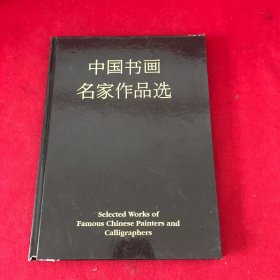 中国书画
名家作品选
Selected Works of
Famous Chinese Painters and
Calligraphers